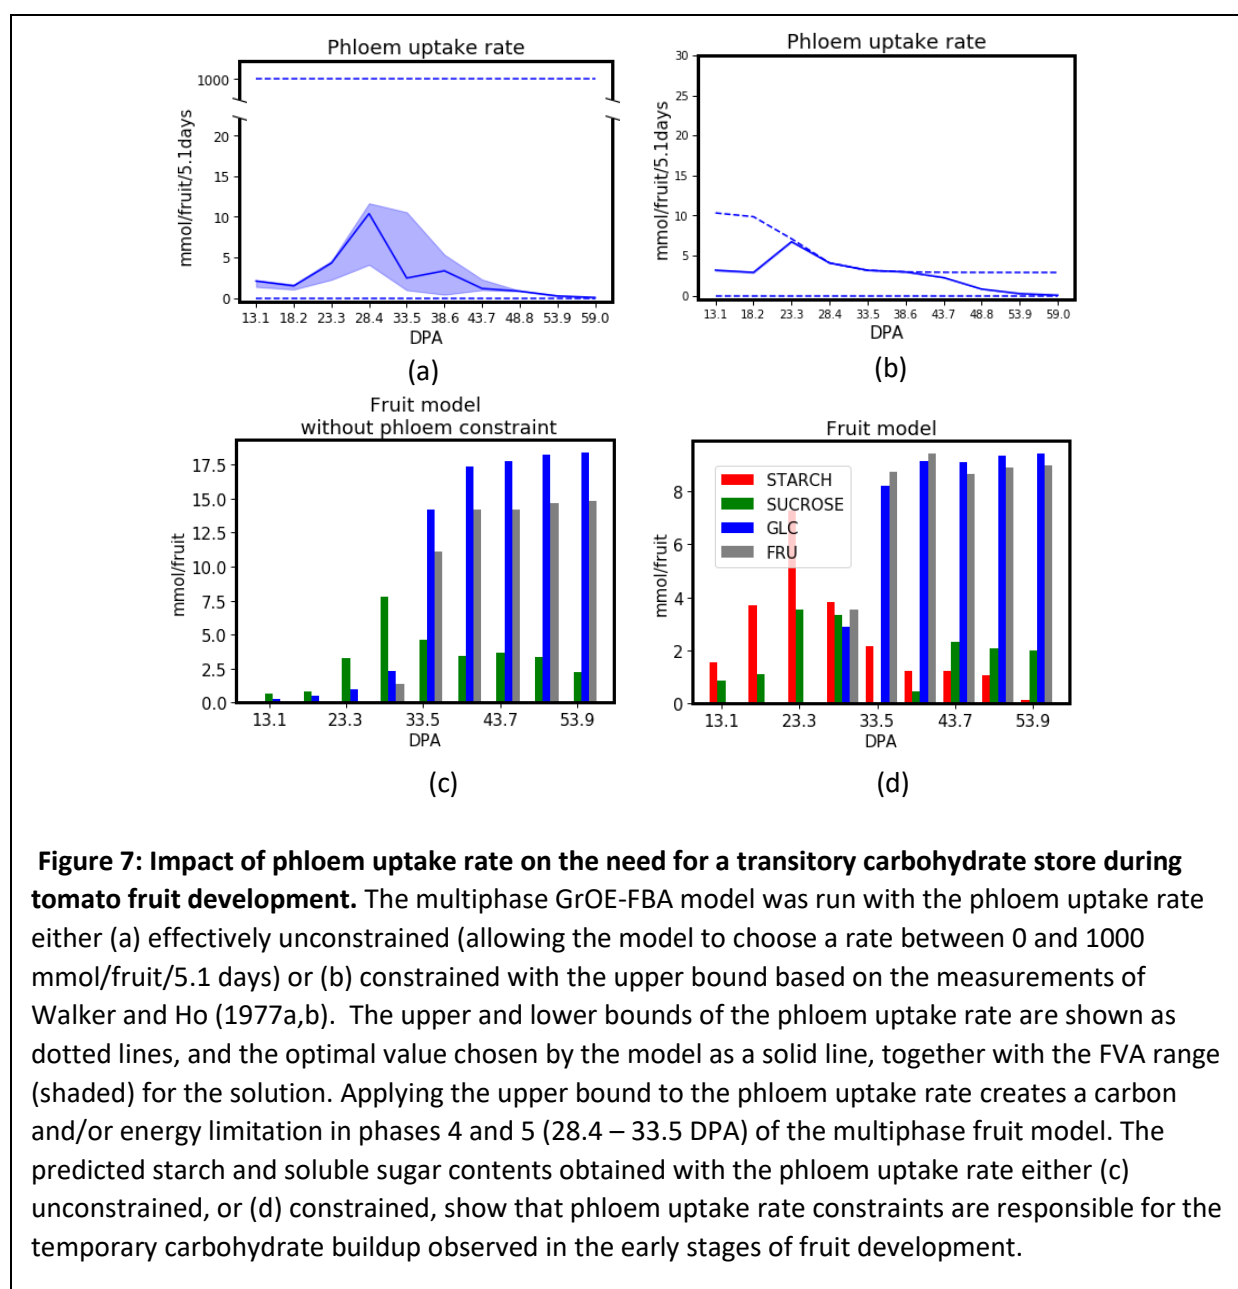 Phloem uptake rate
1000
20
15
10
5
0
mmol/fruit/5.1days
13.1 18.2 23.3 28.4 33.5 38.6 43.7 48.8 53.9 59.0
DPA
(a)
Phloem uptake rate
30
25
20
15
10
5
0
mmol/fruit/5.1days
13.1 18.2 23.3 28.4 33.5 38.6 43.7 48.8 53.9 59.0
DPA
(b)
Fruit model
without phloem constraint
17.5
15.0
12.5
10.0
7.5
5.0
2.5
0.0
mmol/fruit
13.1 23.3 33.5 43.7 53.9
DPA
(c)
Fruit model
STARCH
SUCROSE
GLC
FRU
8
6
4
2
0
mmol/fruit
13.1 23.3 33.5 43.7 53.9
DPA
(d)
Figure 7: Impact of phloem uptake rate on the need for a transitory carbohydrate store during
tomato fruit development. The multiphase GrOE-FBA model was run with the phloem uptake rate
either (a) effectively unconstrained (allowing the model to choose a rate between 0 and 1000
mmol/fruit/5.1 days) or (b) constrained with the upper bound based on the measurements of
Walker and Ho (1977a,b). The upper and lower bounds of the phloem uptake rate are shown as
dotted lines, and the optimal value chosen by the model as a solid line, together with the FVA range
(shaded) for the solution. Applying the upper bound to the phloem uptake rate creates a carbon
and/or energy limitation in phases 4 and 5 (28.4 – 33.5 DPA) of the multiphase fruit model. The
predicted starch and soluble sugar contents obtained with the phloem uptake rate either (c)
unconstrained, or (d) constrained, show that phloem uptake rate constraints are responsible for the
temporary carbohydrate buildup observed in the early stages of fruit development.